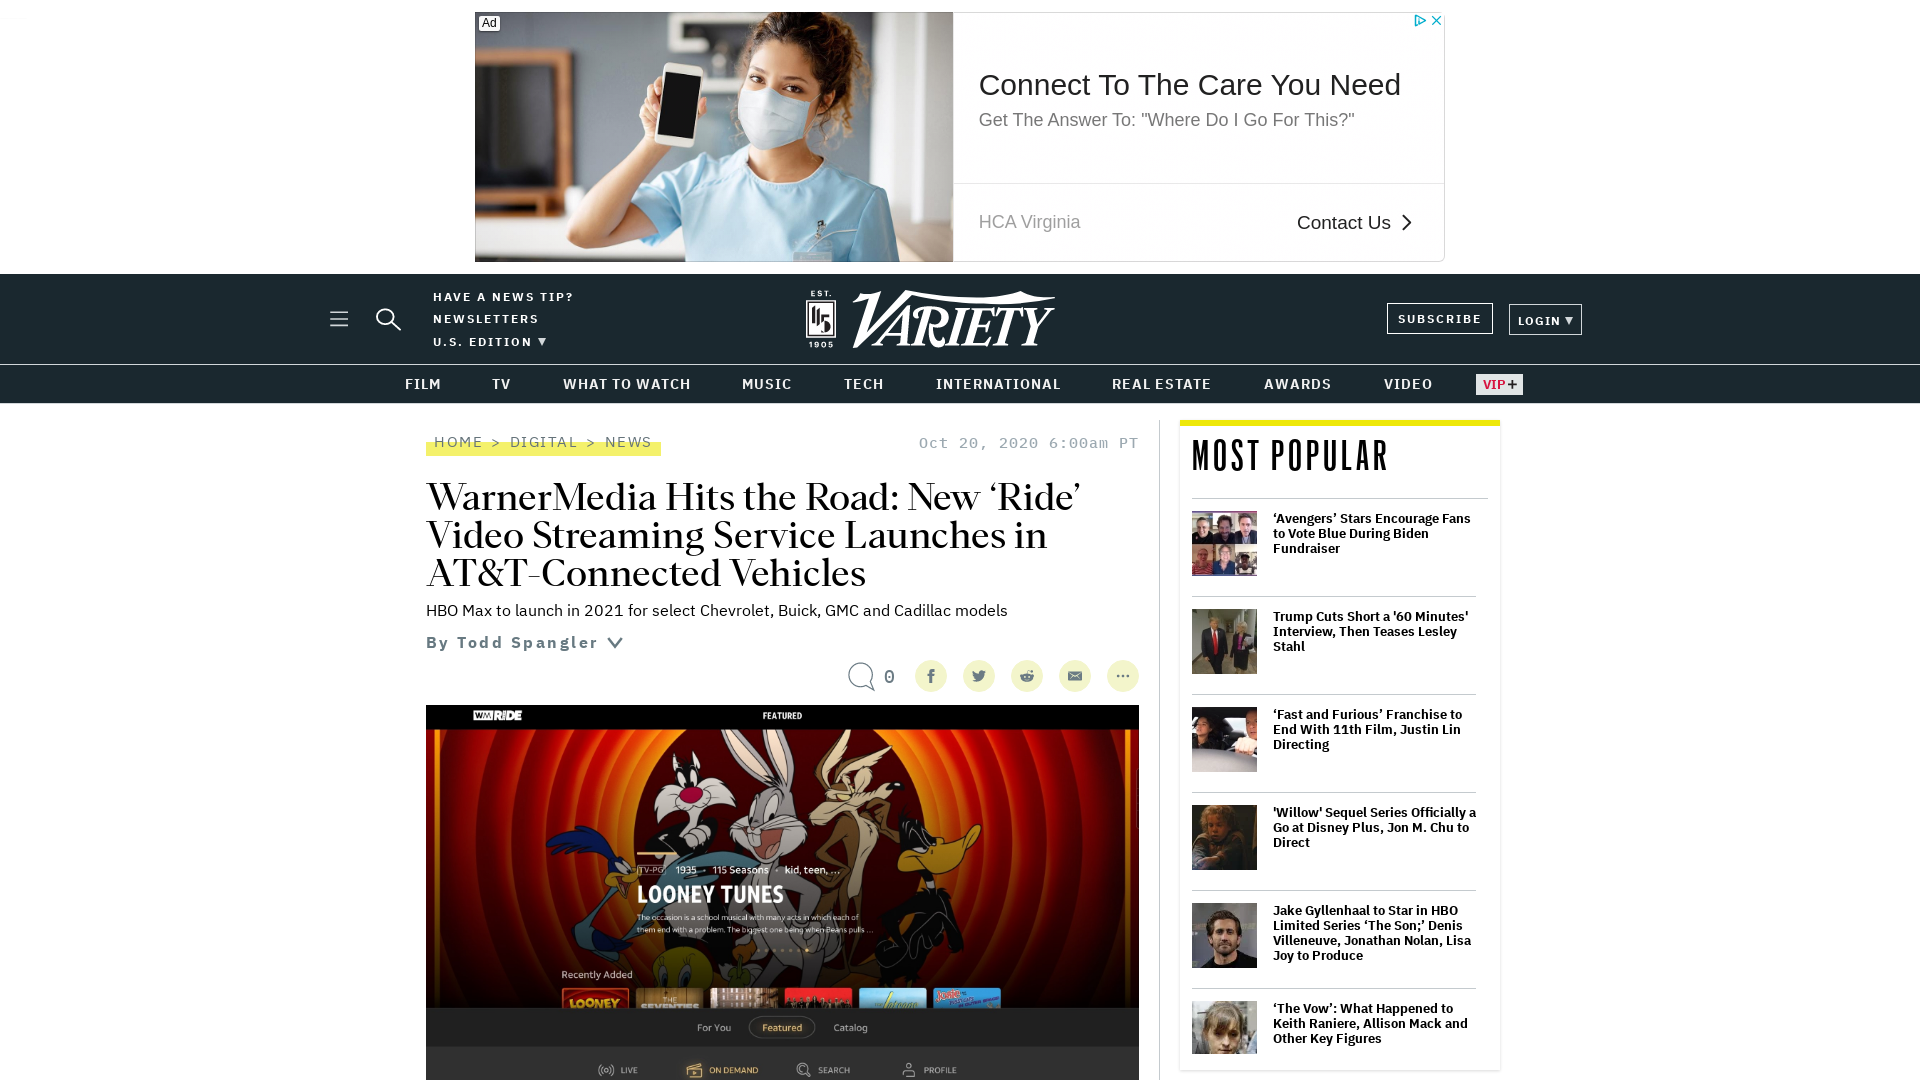 Ad
Connect To The Care You Need
Get The Answer To: "Where Do I Go For This?"
HCA Virginia
Contact Us
HAVE A NEWS TIP?
NEWSLETTERS
U.S. EDITION
EST.
115
1905
VARIETY
SUBSCRIBE
LOGIN
FILM
TV
WHAT TO WATCH
MUSIC
TECH
INTERNATIONAL
REAL ESTATE
AWARDS
VIDEO
VIP+
HOME > DIGITAL > NEWS
Oct 20, 2020 6:00am PT
WarnerMedia Hits the Road: New ‘Ride’
Video Streaming Service Launches in
AT&T-Connected Vehicles
HBO Max to launch in 2021 for select Chevrolet, Buick, GMC and Cadillac models
By Todd Spangler
0
WM RIDE
FEATURED
TV-PG · 1935 · 115 Seasons · kid, teen, ...
LOONEY TUNES
The occasion is a school musical with many acts in which each of
them end with a problem. The biggest one being when Beans pulls ...
Recently Added
LOONEY
THE
SEVENTIES
For You
Featured
Catalog
LIVE
ON DEMAND
SEARCH
PROFILE
MOST POPULAR
‘Avengers’ Stars Encourage Fans
to Vote Blue During Biden
Fundraiser
Trump Cuts Short a '60 Minutes'
Interview, Then Teases Lesley
Stahl
‘Fast and Furious’ Franchise to
End With 11th Film, Justin Lin
Directing
'Willow' Sequel Series Officially a
Go at Disney Plus, Jon M. Chu to
Direct
Jake Gyllenhaal to Star in HBO
Limited Series ‘The Son;’ Denis
Villeneuve, Jonathan Nolan, Lisa
Joy to Produce
‘The Vow’: What Happened to
Keith Raniere, Allison Mack and
Other Key Figures